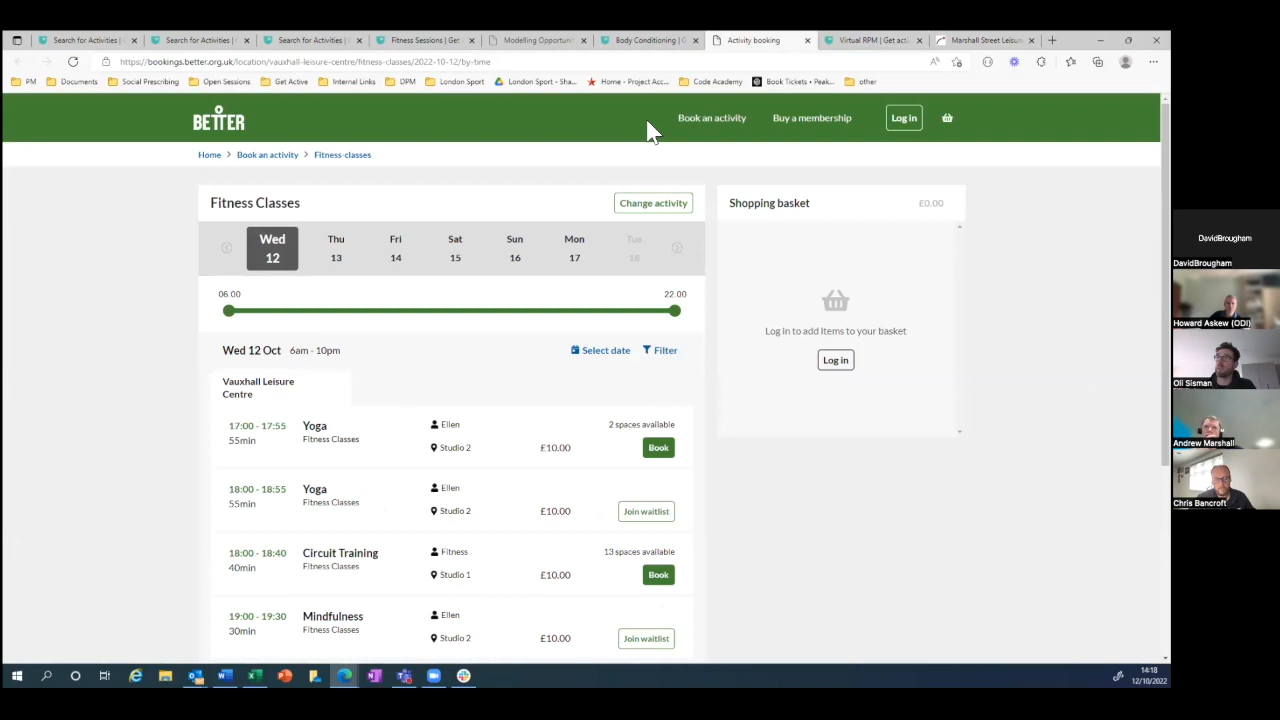 Search for Activities |
Search for Activities |
Search for Activities |
Fitness Sessions | Get
Modelling Opportuni
Body Conditioning | G
Activity booking
Virtual RPM | Get acti
Marshall Street Leisu
https://bookings.better.org.uk/location/vauxhall-leisure-centre/fitness-classes/2022-10-12/by-time
PM
Documents
Social Prescribing
Open Sessions
Get Active
Internal Links
DPM
London Sport
London Sport - Sha...
Home - Project Acc...
Code Academy
Book Tickets • Peak...
other
BETTER
Book an activity
Buy a membership
Log in
Home > Book an activity > Fitness-classes
Fitness Classes
Change activity
Shopping basket
£0.00
Wed
12
Thu
13
Fri
14
Sat
15
Sun
16
Mon
17
Tue
18
06.00
22.00
Log in to add items to your basket
Log in
Wed 12 Oct 6am - 10pm
Select date
Filter
Vauxhall Leisure
Centre
17:00 - 17:55
55min
Yoga
Fitness Classes
Ellen
Studio 2
£10.00
2 spaces available
Book
18:00 - 18:55
55min
Yoga
Fitness Classes
Ellen
Studio 2
£10.00
Join waitlist
18:00 - 18:40
40min
Circuit Training
Fitness Classes
Fitness
Studio 1
£10.00
13 spaces available
Book
19:00 - 19:30
30min
Mindfulness
Fitness Classes
Ellen
Studio 2
£10.00
Join waitlist
14:18
12/10/2022
DavidBrougham
DavidBrougham
Howard Askew (ODI)
Oli Sisman
Andrew Marshall
Chris Bancroft